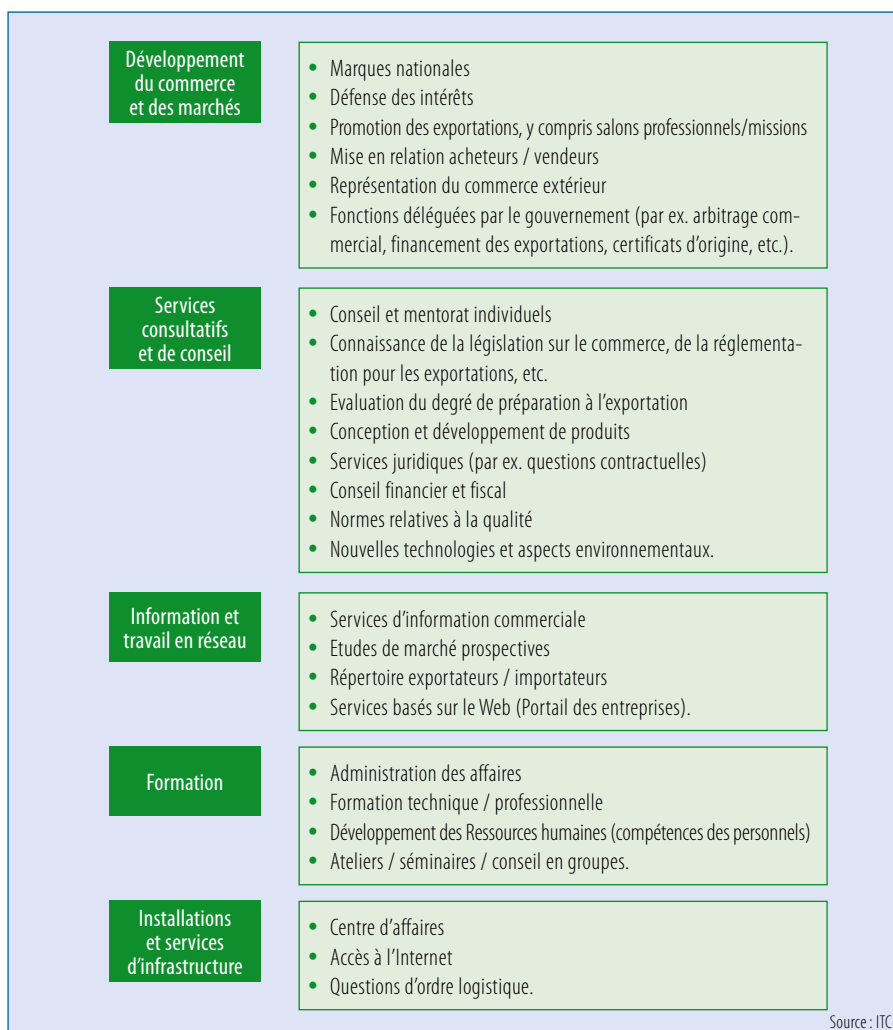 Développement
du commerce
et des marchés
• Marques nationales
• Défense des intérêts
• Promotion des exportations, y compris salons professionnels/missions
• Mise en relation acheteurs / vendeurs
• Représentation du commerce extérieur
• Fonctions déléguées par le gouvernement (par ex. arbitrage com-
mercial, financement des exportations, certificats d'origine, etc.).
Services
consultatifs
et de conseil
• Conseil et mentorat individuels
• Connaissance de la législation sur le commerce, de la réglementa-
tion pour les exportations, etc.
• Evaluation du degré de préparation à l'exportation
• Conception et développement de produits
• Services juridiques (par ex. questions contractuelles)
• Conseil financier et fiscal
• Normes relatives à la qualité
• Nouvelles technologies et aspects environnementaux.
Information et
travail en réseau
• Services d'information commerciale
• Etudes de marché prospectives
• Répertoire exportateurs / importateurs
• Services basés sur le Web (Portail des entreprises).
Formation
• Administration des affaires
• Formation technique / professionnelle
• Développement des Ressources humaines (compétences des personnels)
• Ateliers / séminaires / conseil en groupes.
Installations
et services
d'infrastructure
• Centre d'affaires
• Accès à l'Internet
• Questions d'ordre logistique.
Source : ITC